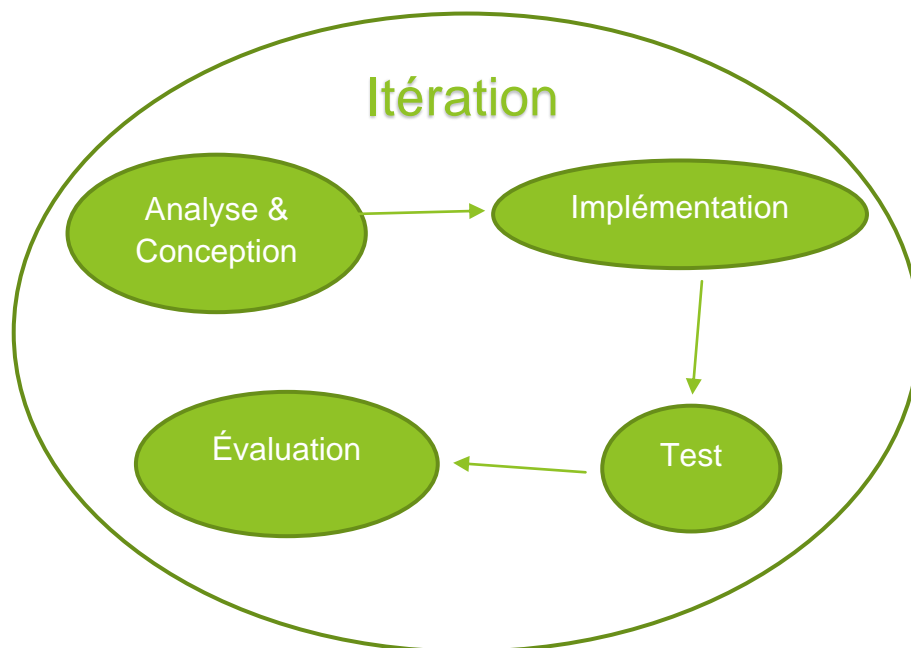 Itération
Analyse &
Conception
Implémentation
Évaluation
Test